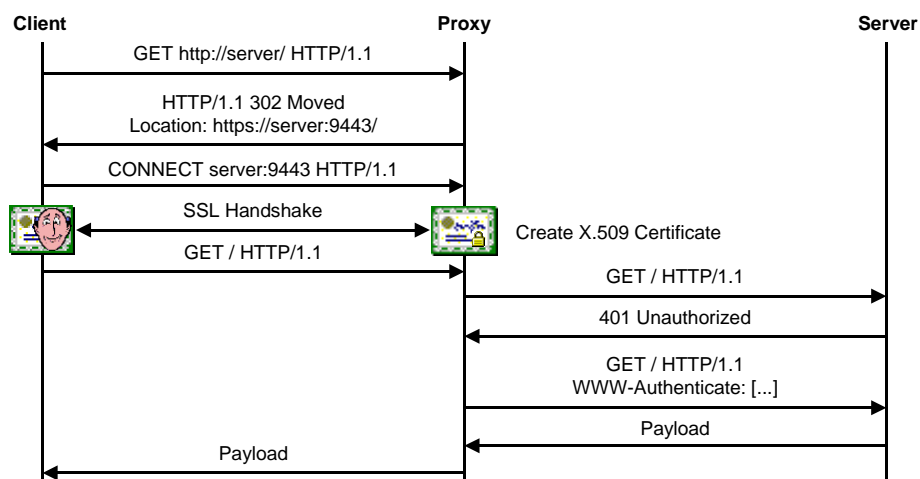 Client
Proxy
Server
GET http://server/ HTTP/1.1
HTTP/1.1 302 Moved
Location: https://server:9443/
CONNECT server:9443 HTTP/1.1
SSL Handshake
Create X.509 Certificate
GET / HTTP/1.1
GET / HTTP/1.1
401 Unauthorized
GET / HTTP/1.1
WWW-Authenticate: [...]
Payload
Payload